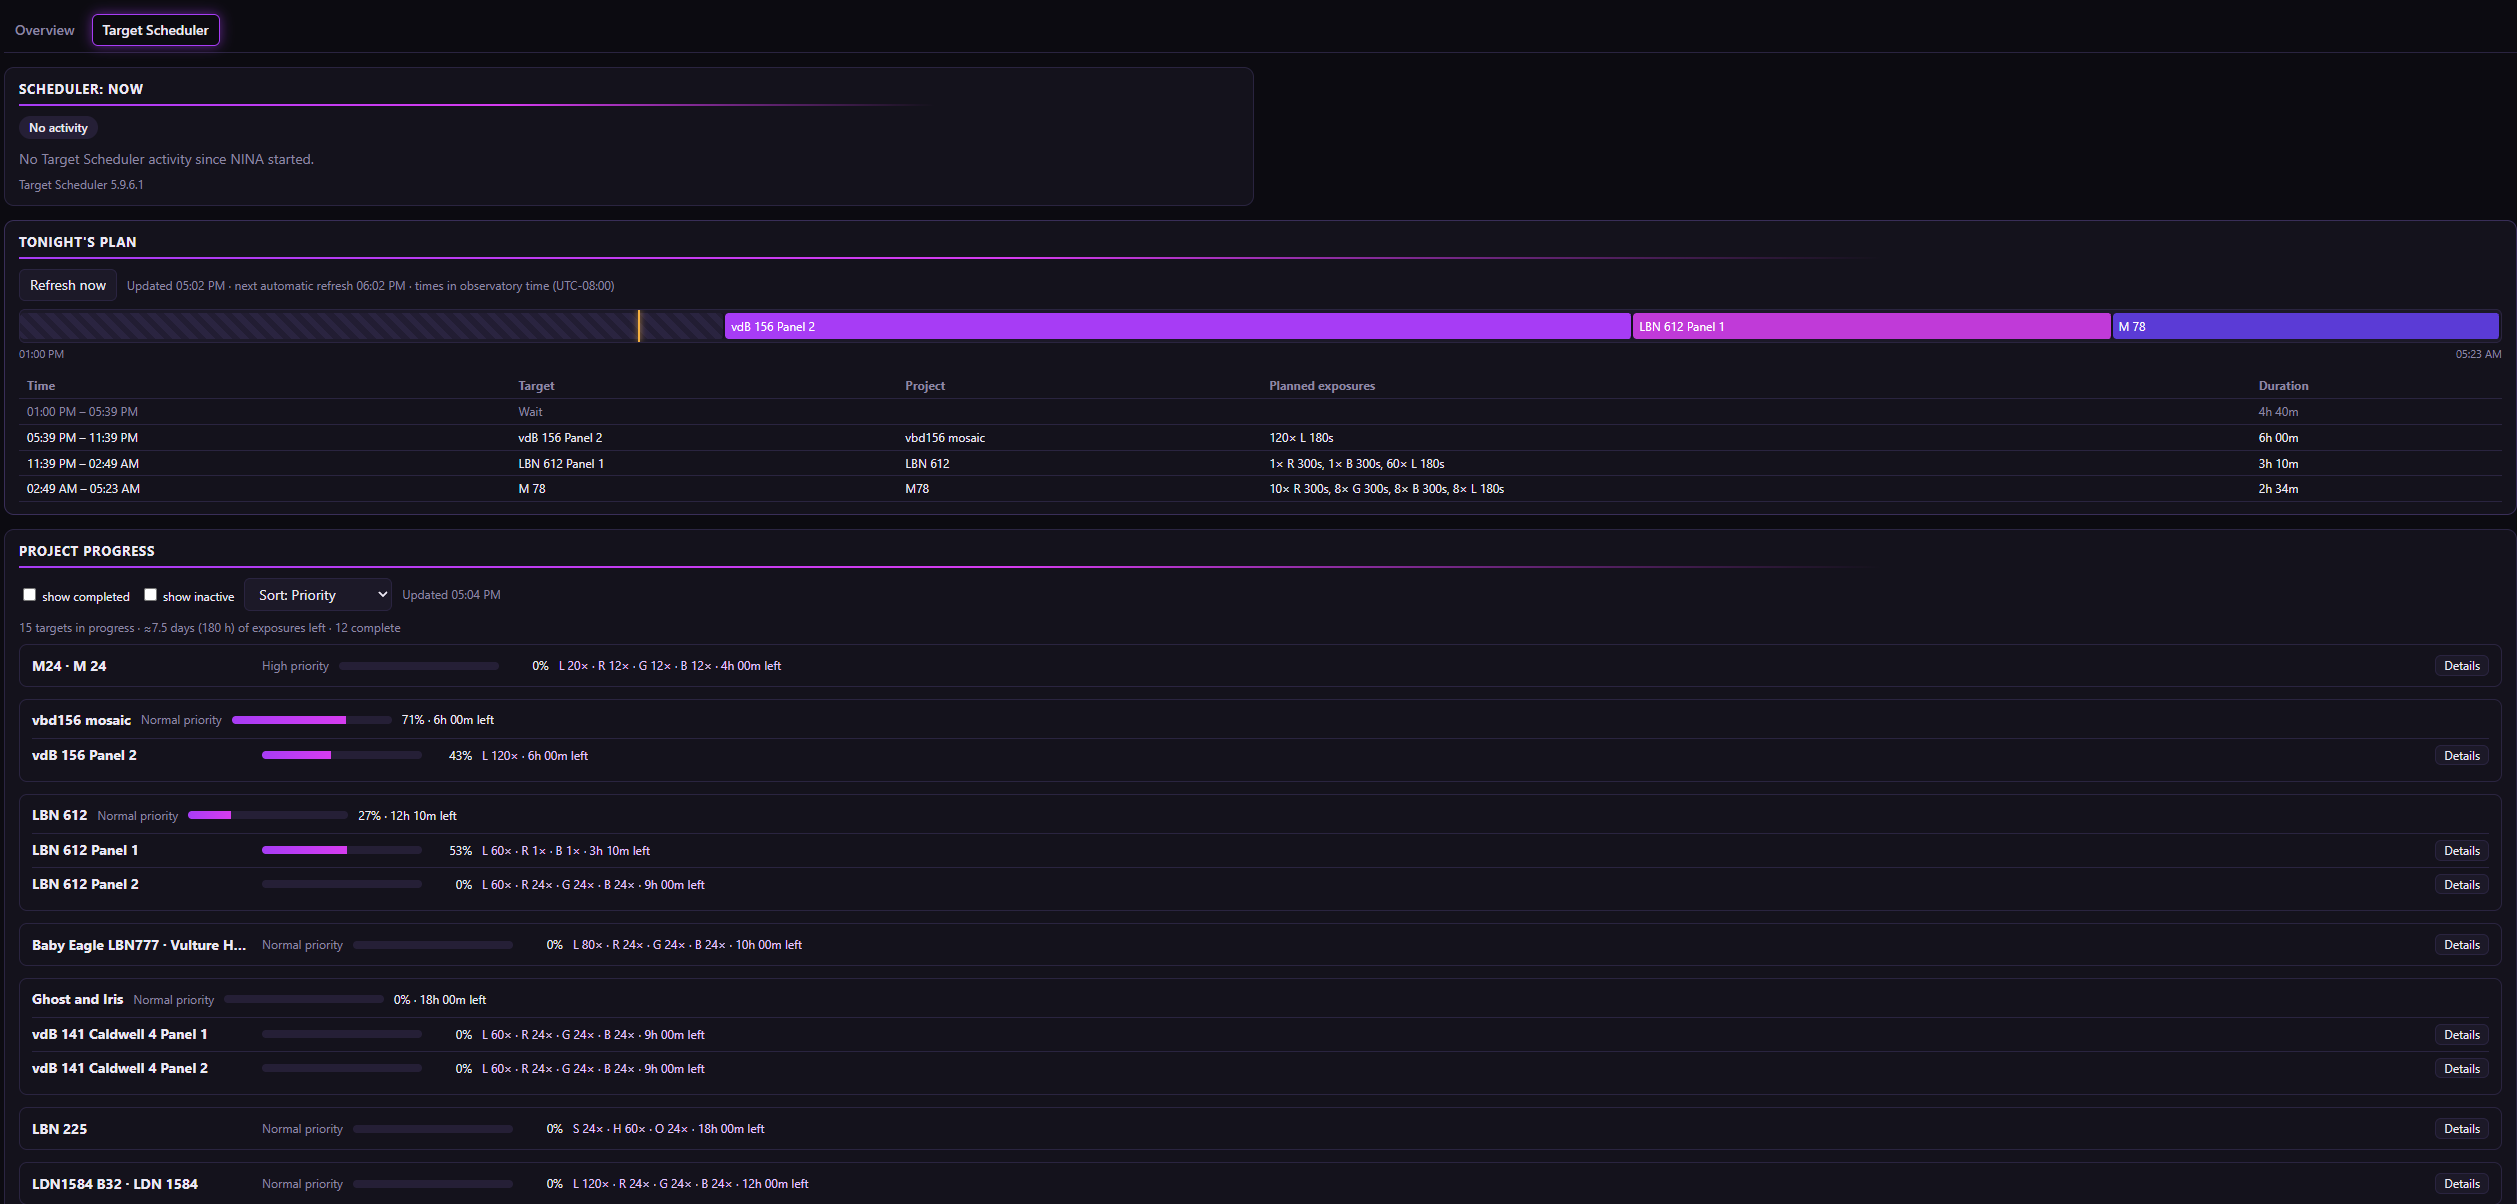 Overview Target Scheduler
SCHEDULER: NOW
No activity
No Target Scheduler activity since NINA started.
Target Scheduler 5.9.6.1
TONIGHT'S PLAN
Refresh now Updated 05:02 PM · next automatic refresh 06:02 PM · times in observatory time (UTC-08:00)
vdB 156 Panel 2 LBN 612 Panel 1 M 78
01:00 PM 05:23 AM
Time Target Project Planned exposures Duration
01:00 PM – 05:39 PM Wait 4h 40m
05:39 PM – 11:39 PM vdB 156 Panel 2 vbd156 mosaic 120× L 180s 6h 00m
11:39 PM – 02:49 AM LBN 612 Panel 1 LBN 612 1× R 300s, 1× B 300s, 60× L 180s 3h 10m
02:49 AM – 05:23 AM M 78 M78 10× R 300s, 8× G 300s, 8× B 300s, 8× L 180s 2h 34m
PROJECT PROGRESS
show completed show inactive Sort: Priority Updated 05:04 PM
15 targets in progress · ≈7.5 days (180 h) of exposures left · 12 complete
M24 · M 24 High priority 0% L 20× · R 12× · G 12× · B 12× · 4h 00m left Details
vbd156 mosaic Normal priority 71% · 6h 00m left
vdB 156 Panel 2 43% L 120× · 6h 00m left Details
LBN 612 Normal priority 27% · 12h 10m left
LBN 612 Panel 1 53% L 60× · R 1× · B 1× · 3h 10m left Details
LBN 612 Panel 2 0% L 60× · R 24× · G 24× · B 24× · 9h 00m left Details
Baby Eagle LBN777 · Vulture H... Normal priority 0% L 80× · R 24× · G 24× · B 24× · 10h 00m left Details
Ghost and Iris Normal priority 0% · 18h 00m left
vdB 141 Caldwell 4 Panel 1 0% L 60× · R 24× · G 24× · B 24× · 9h 00m left Details
vdB 141 Caldwell 4 Panel 2 0% L 60× · R 24× · G 24× · B 24× · 9h 00m left Details
LBN 225 Normal priority 0% S 24× · H 60× · O 24× · 18h 00m left Details
LDN1584 B32 · LDN 1584 Normal priority 0% L 120× · R 24× · G 24× · B 24× · 12h 00m left Details